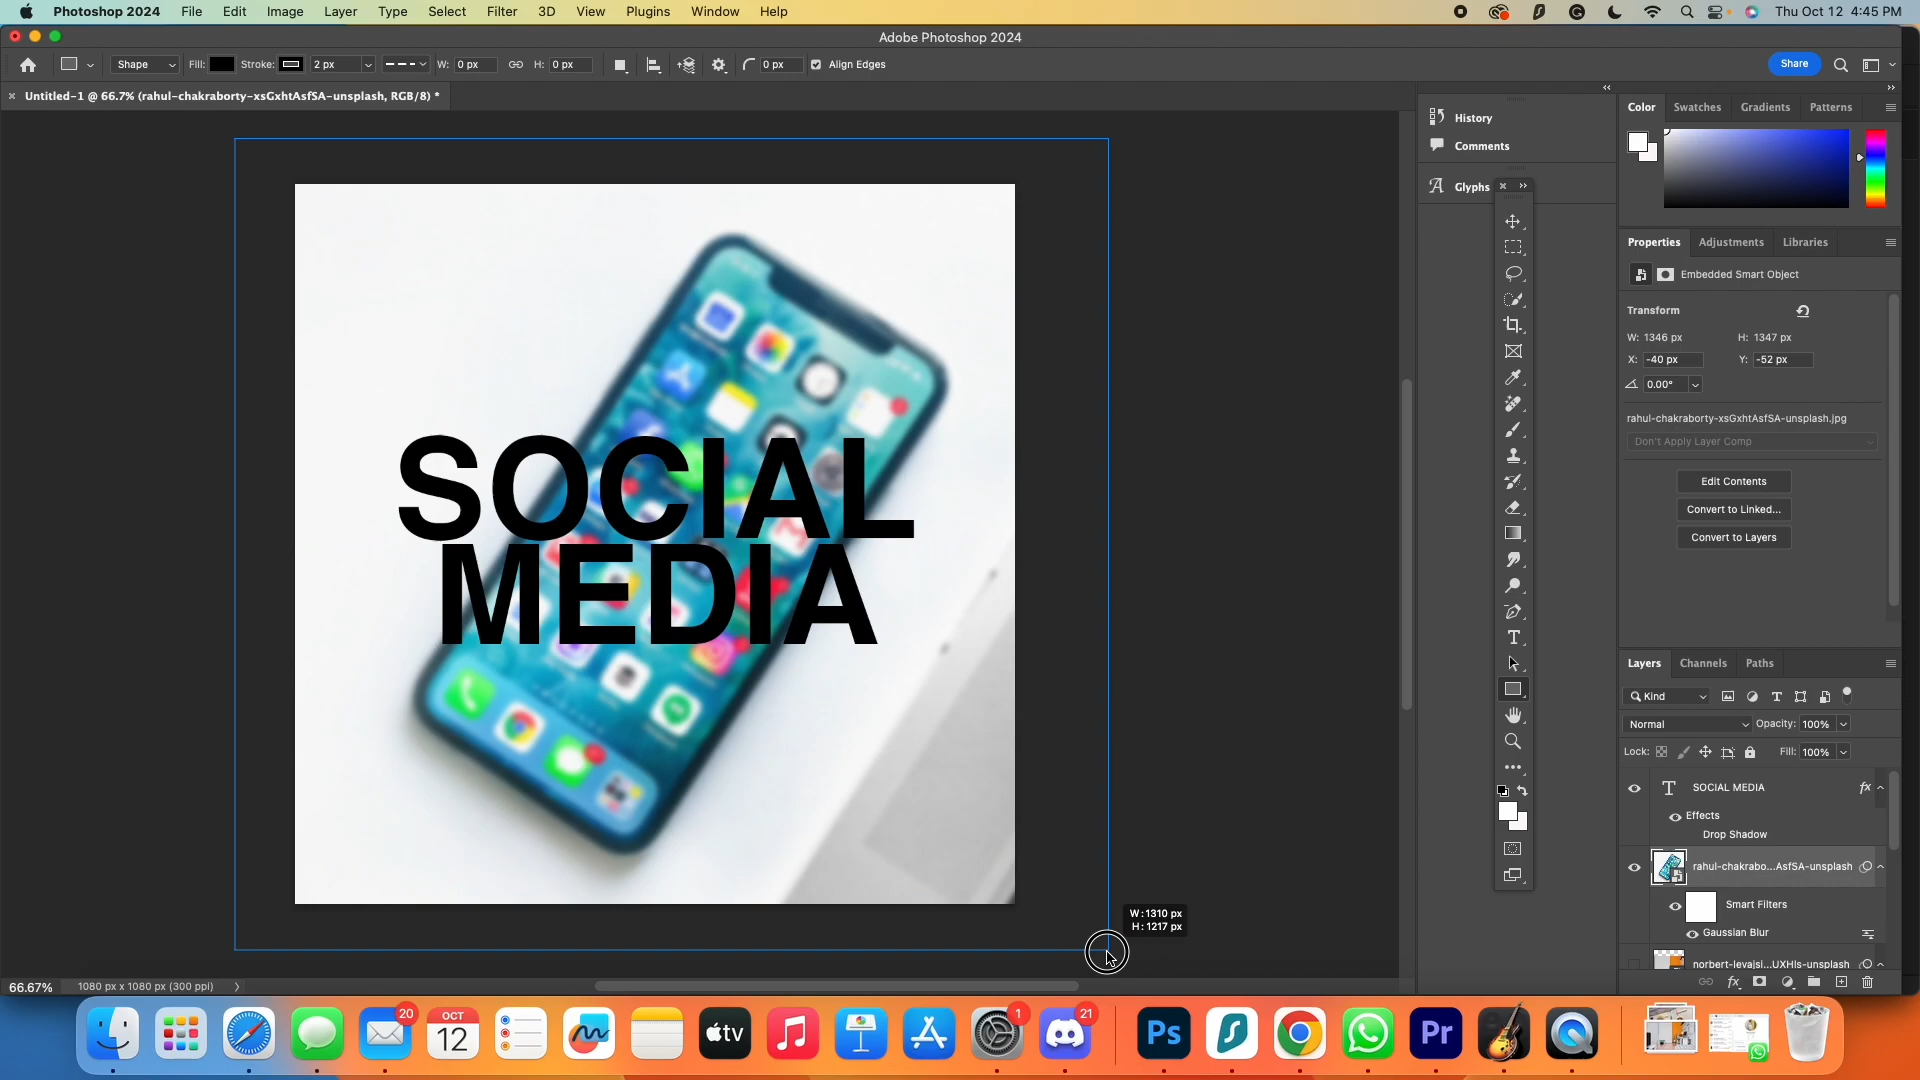 Photoshop 2024 File Edit Image Layer Type Select Filter 3D View Plugins Window Help Thu Oct 12 4:45 PM
Adobe Photoshop 2024
Shape Fill: Stroke: 2 px W: 0 px H: 0 px 0 px Align Edges Share
Untitled-1 @ 66.7% (rahul-chakraborty-xsGxhtAsfSA-unsplash, RGB/8) *
History
Comments
Glyphs
Color Swatches Gradients Patterns
Properties Adjustments Libraries
Embedded Smart Object
Transform
W: 1346 px H: 1347 px
X: -40 px Y: -52 px
0.00°
rahul-chakraborty-xsGxhtAsfSA-unsplash.jpg
Don't Apply Layer Comp
Edit Contents
Convert to Linked...
Convert to Layers
SOCIAL
MEDIA
W: 1310 px
H: 1217 px
Layers Channels Paths
Kind
Normal Opacity: 100%
Lock: Fill: 100%
SOCIAL MEDIA fx
Effects
Drop Shadow
rahul-chakrabo...AsfSA-unsplash
Smart Filters
Gaussian Blur
norbert-levajsi...UXHIs-unsplash
66.67% 1080 px x 1080 px (300 ppi)
20 OCT 12 tv 1 21 Ps Pr